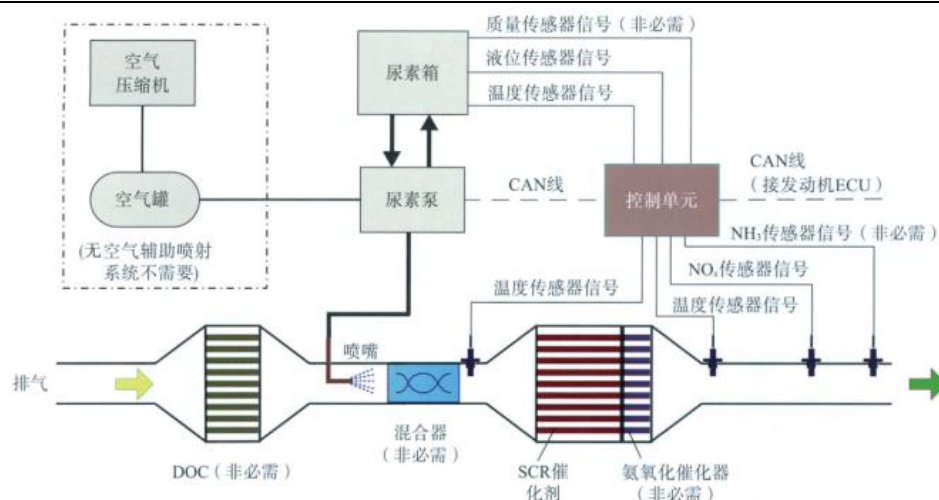 空气
压缩机
空气罐
(无空气辅助喷射
系统不需要)
尿素箱
尿素泵
质量传感器信号（非必需）
液位传感器信号
温度传感器信号
CAN线
控制单元
CAN线
（接发动机ECU）
NH₃传感器信号（非必需）
NOₓ传感器信号
温度传感器信号
温度传感器信号
喷嘴
排气
混合器
（非必需）
DOC（非必需）
SCR催
化剂
氨氧化催化器
（非必需）